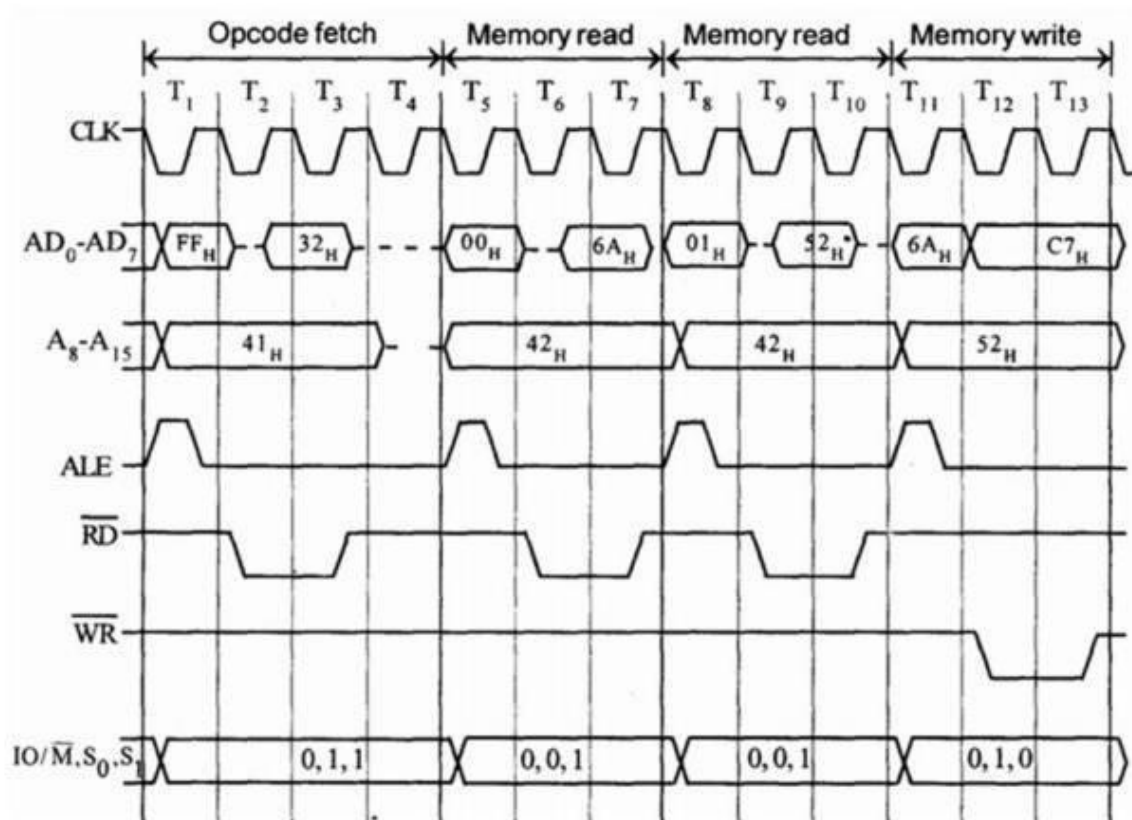 Opcode fetch Memory read Memory read Memory write
T1 T2 T3 T4 T5 T6 T7 T8 T9 T10 T11 T12 T13
CLK
AD0-AD7 FFH 32H 00H 6AH 01H 52H 6AH C7H
A8-A15 41H 42H 42H 52H
ALE
RD
WR
IO/M,S0,S1 0,1,1 0,0,1 0,0,1 0,1,0